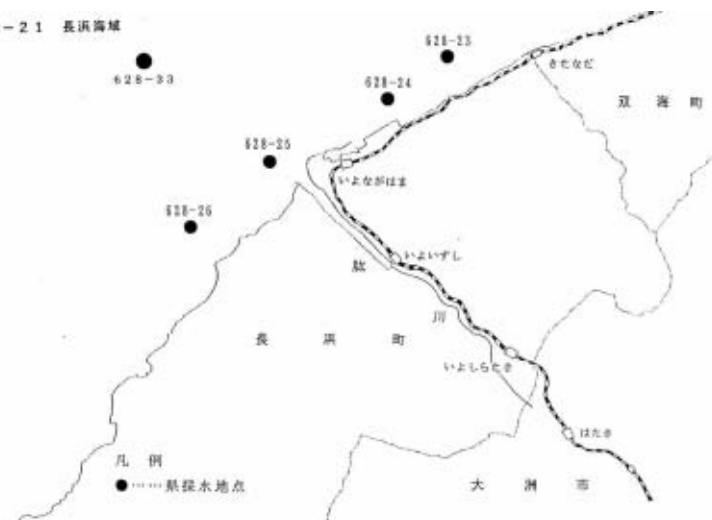 -21 長浜海域
628-33
628-23
628-24
628-25
628-26
きたなだ
双海町
いよながはま
いよいずし
肱川
長浜町
いよしらたき
はたき
大洲市
凡例
●……県採水地点